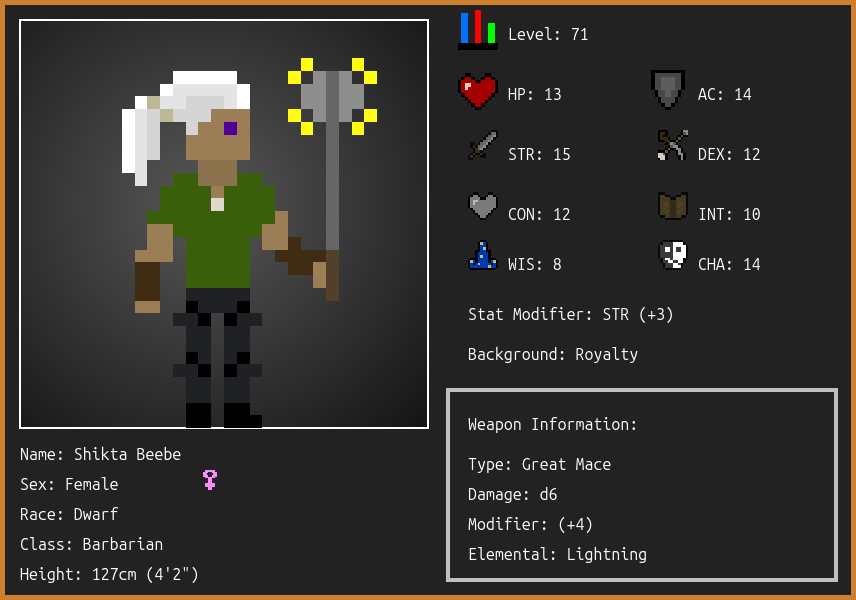 Level: 71
HP: 13
AC: 14
STR: 15
DEX: 12
CON: 12
INT: 10
WIS: 8
CHA: 14
Stat Modifier: STR (+3)
Background: Royalty
Weapon Information:
Type: Great Mace
Damage: d6
Modifier: (+4)
Elemental: Lightning
Name: Shikta Beebe
Sex: Female
Race: Dwarf
Class: Barbarian
Height: 127cm (4'2")